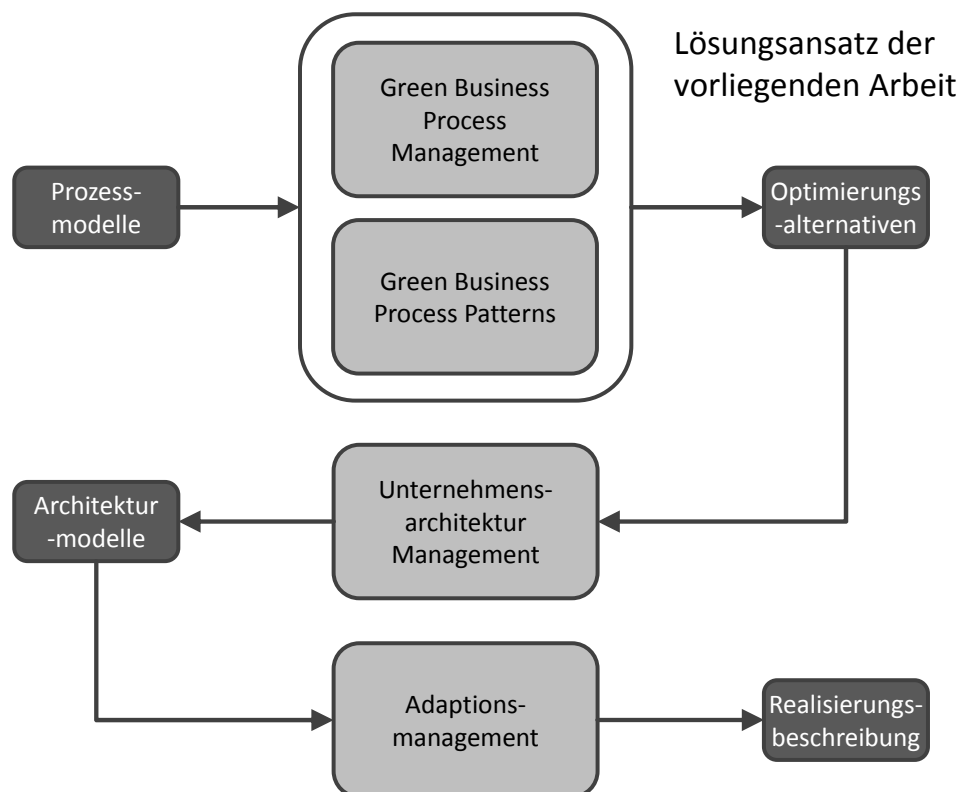 Lösungsansatz der
vorliegenden Arbeit
Green Business
Process
Management
Prozess-
modelle
Optimierungs
-alternativen
Green Business
Process Patterns
Unternehmens-
architektur
Management
Architektur
-modelle
Adaptions-
management
Realisierungs-
beschreibung